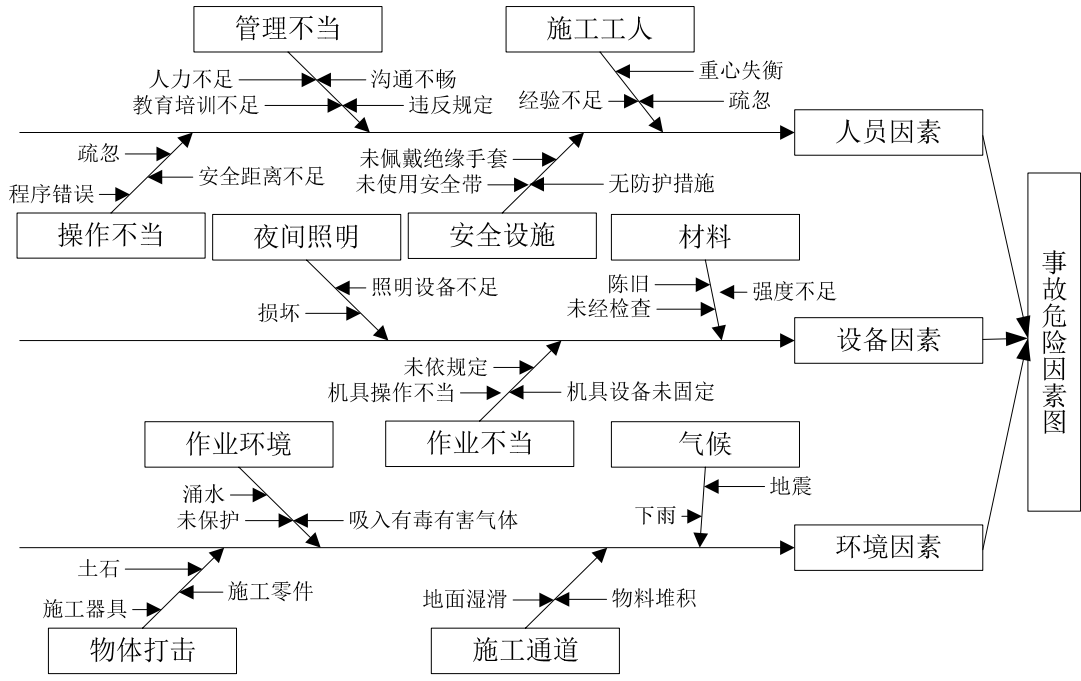 管理不当
施工工人
人力不足
沟通不畅
重心失衡
教育培训不足
违反规定
经验不足
疏忽
人员因素
疏忽
安全距离不足
程序错误
未佩戴绝缘手套
未使用安全带
无防护措施
操作不当
夜间照明
安全设施
材料
照明设备不足
损坏
陈旧
强度不足
未经检查
设备因素
事故危险因素图
未依规定
机具操作不当
机具设备未固定
作业环境
作业不当
气候
涌水
未保护
吸入有毒有害气体
地震
下雨
环境因素
土石
施工零件
施工器具
地面湿滑
物料堆积
物体打击
施工通道